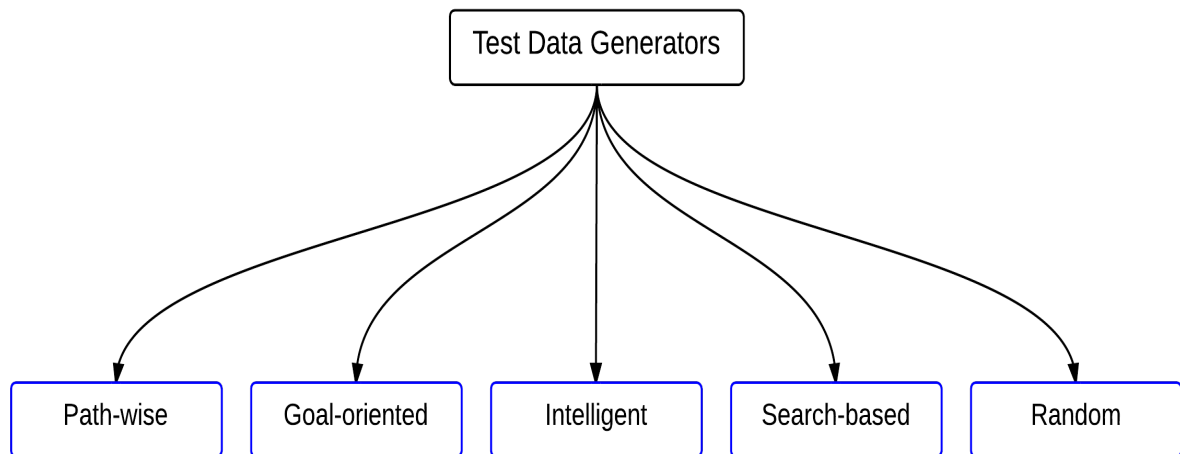 Test Data Generators
Path-wise
Goal-oriented
Intelligent
Search-based
Random